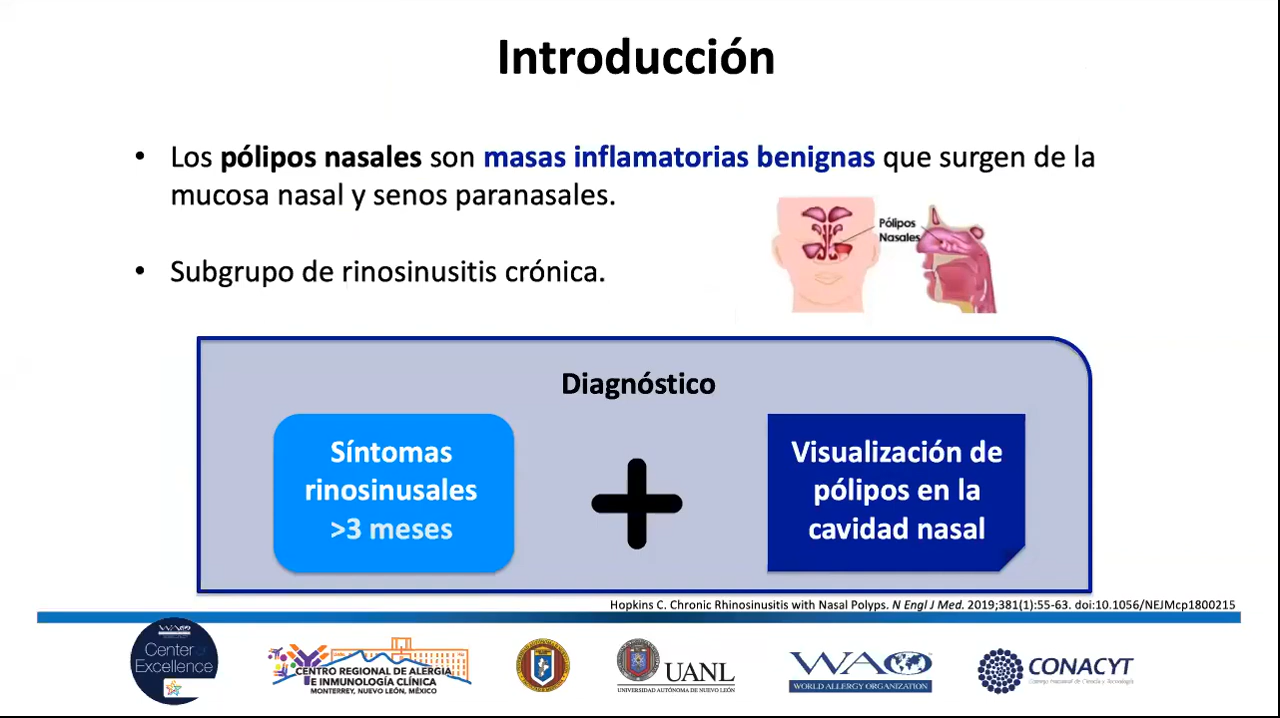 Introducción
• Los pólipos nasales son masas inflamatorias benignas que surgen de la
mucosa nasal y senos paranasales.
Pólipos
Nasales
• Subgrupo de rinosinusitis crónica.
Diagnóstico
Síntomas
rinosinusales
>3 meses
+
Visualización de
pólipos en la
cavidad nasal
Hopkins C. Chronic Rhinosinusitis with Nasal Polyps. N Engl J Med. 2019;381(1):55-63. doi:10.1056/NEJMcp1800215
WAO
Center of
Excellence
CENTRO REGIONAL DE ALERGIA
E INMUNOLOGÍA CLÍNICA
MONTERREY, NUEVO LEÓN, MÉXICO
UANL
UNIVERSIDAD AUTÓNOMA DE NUEVO LEÓN
WAO
WORLD ALLERGY ORGANIZATION
CONACYT
Consejo Nacional de Ciencia y Tecnología